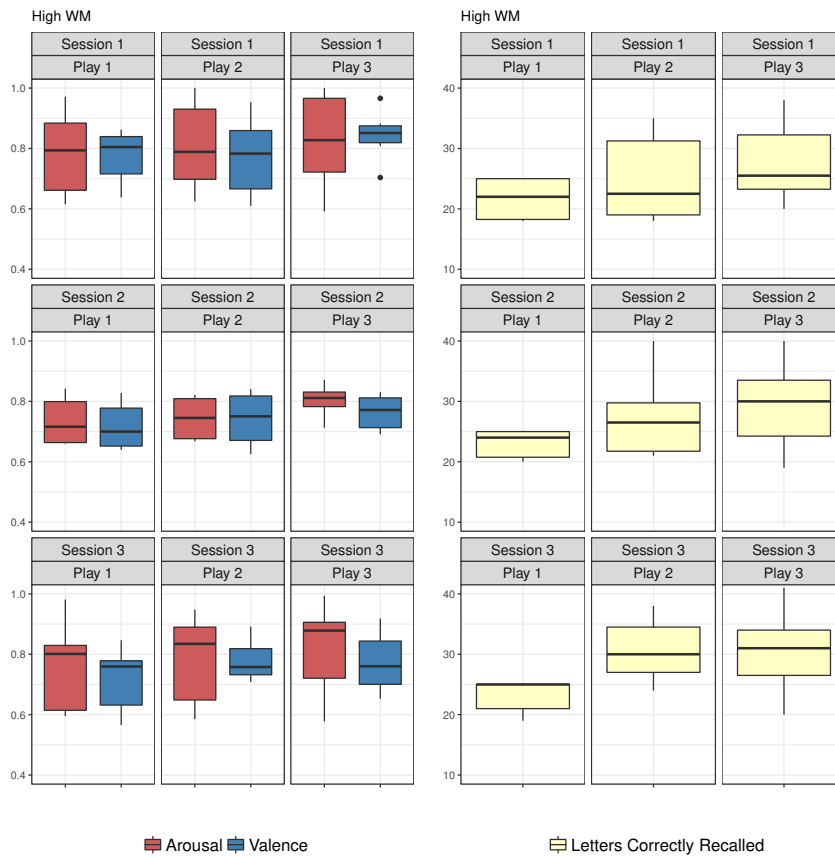 High WM High WM
Session 1 Session 1 Session 1 Session 1 Session 1 Session 1
Play 1 Play 2 Play 3 Play 1 Play 2 Play 3
1.0 40
0.8 30
0.6 20
0.4 10
Session 2 Session 2 Session 2 Session 2 Session 2 Session 2
Play 1 Play 2 Play 3 Play 1 Play 2 Play 3
1.0 40
0.8 30
0.6 20
0.4 10
Session 3 Session 3 Session 3 Session 3 Session 3 Session 3
Play 1 Play 2 Play 3 Play 1 Play 2 Play 3
1.0 40
0.8 30
0.6 20
0.4 10
Arousal Valence Letters Correctly Recalled